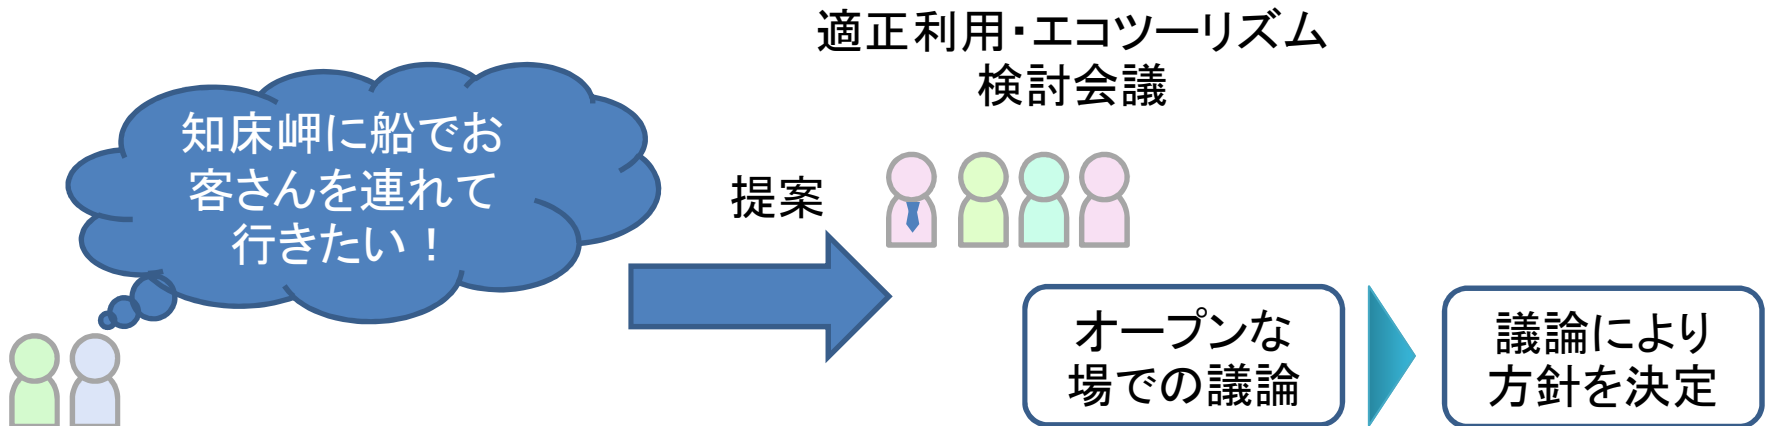 適正利用・エコツーリズム
検討会議
知床岬に船でお
客さんを連れて
行きたい！
提案
オープンな
場での議論
議論により
方針を決定